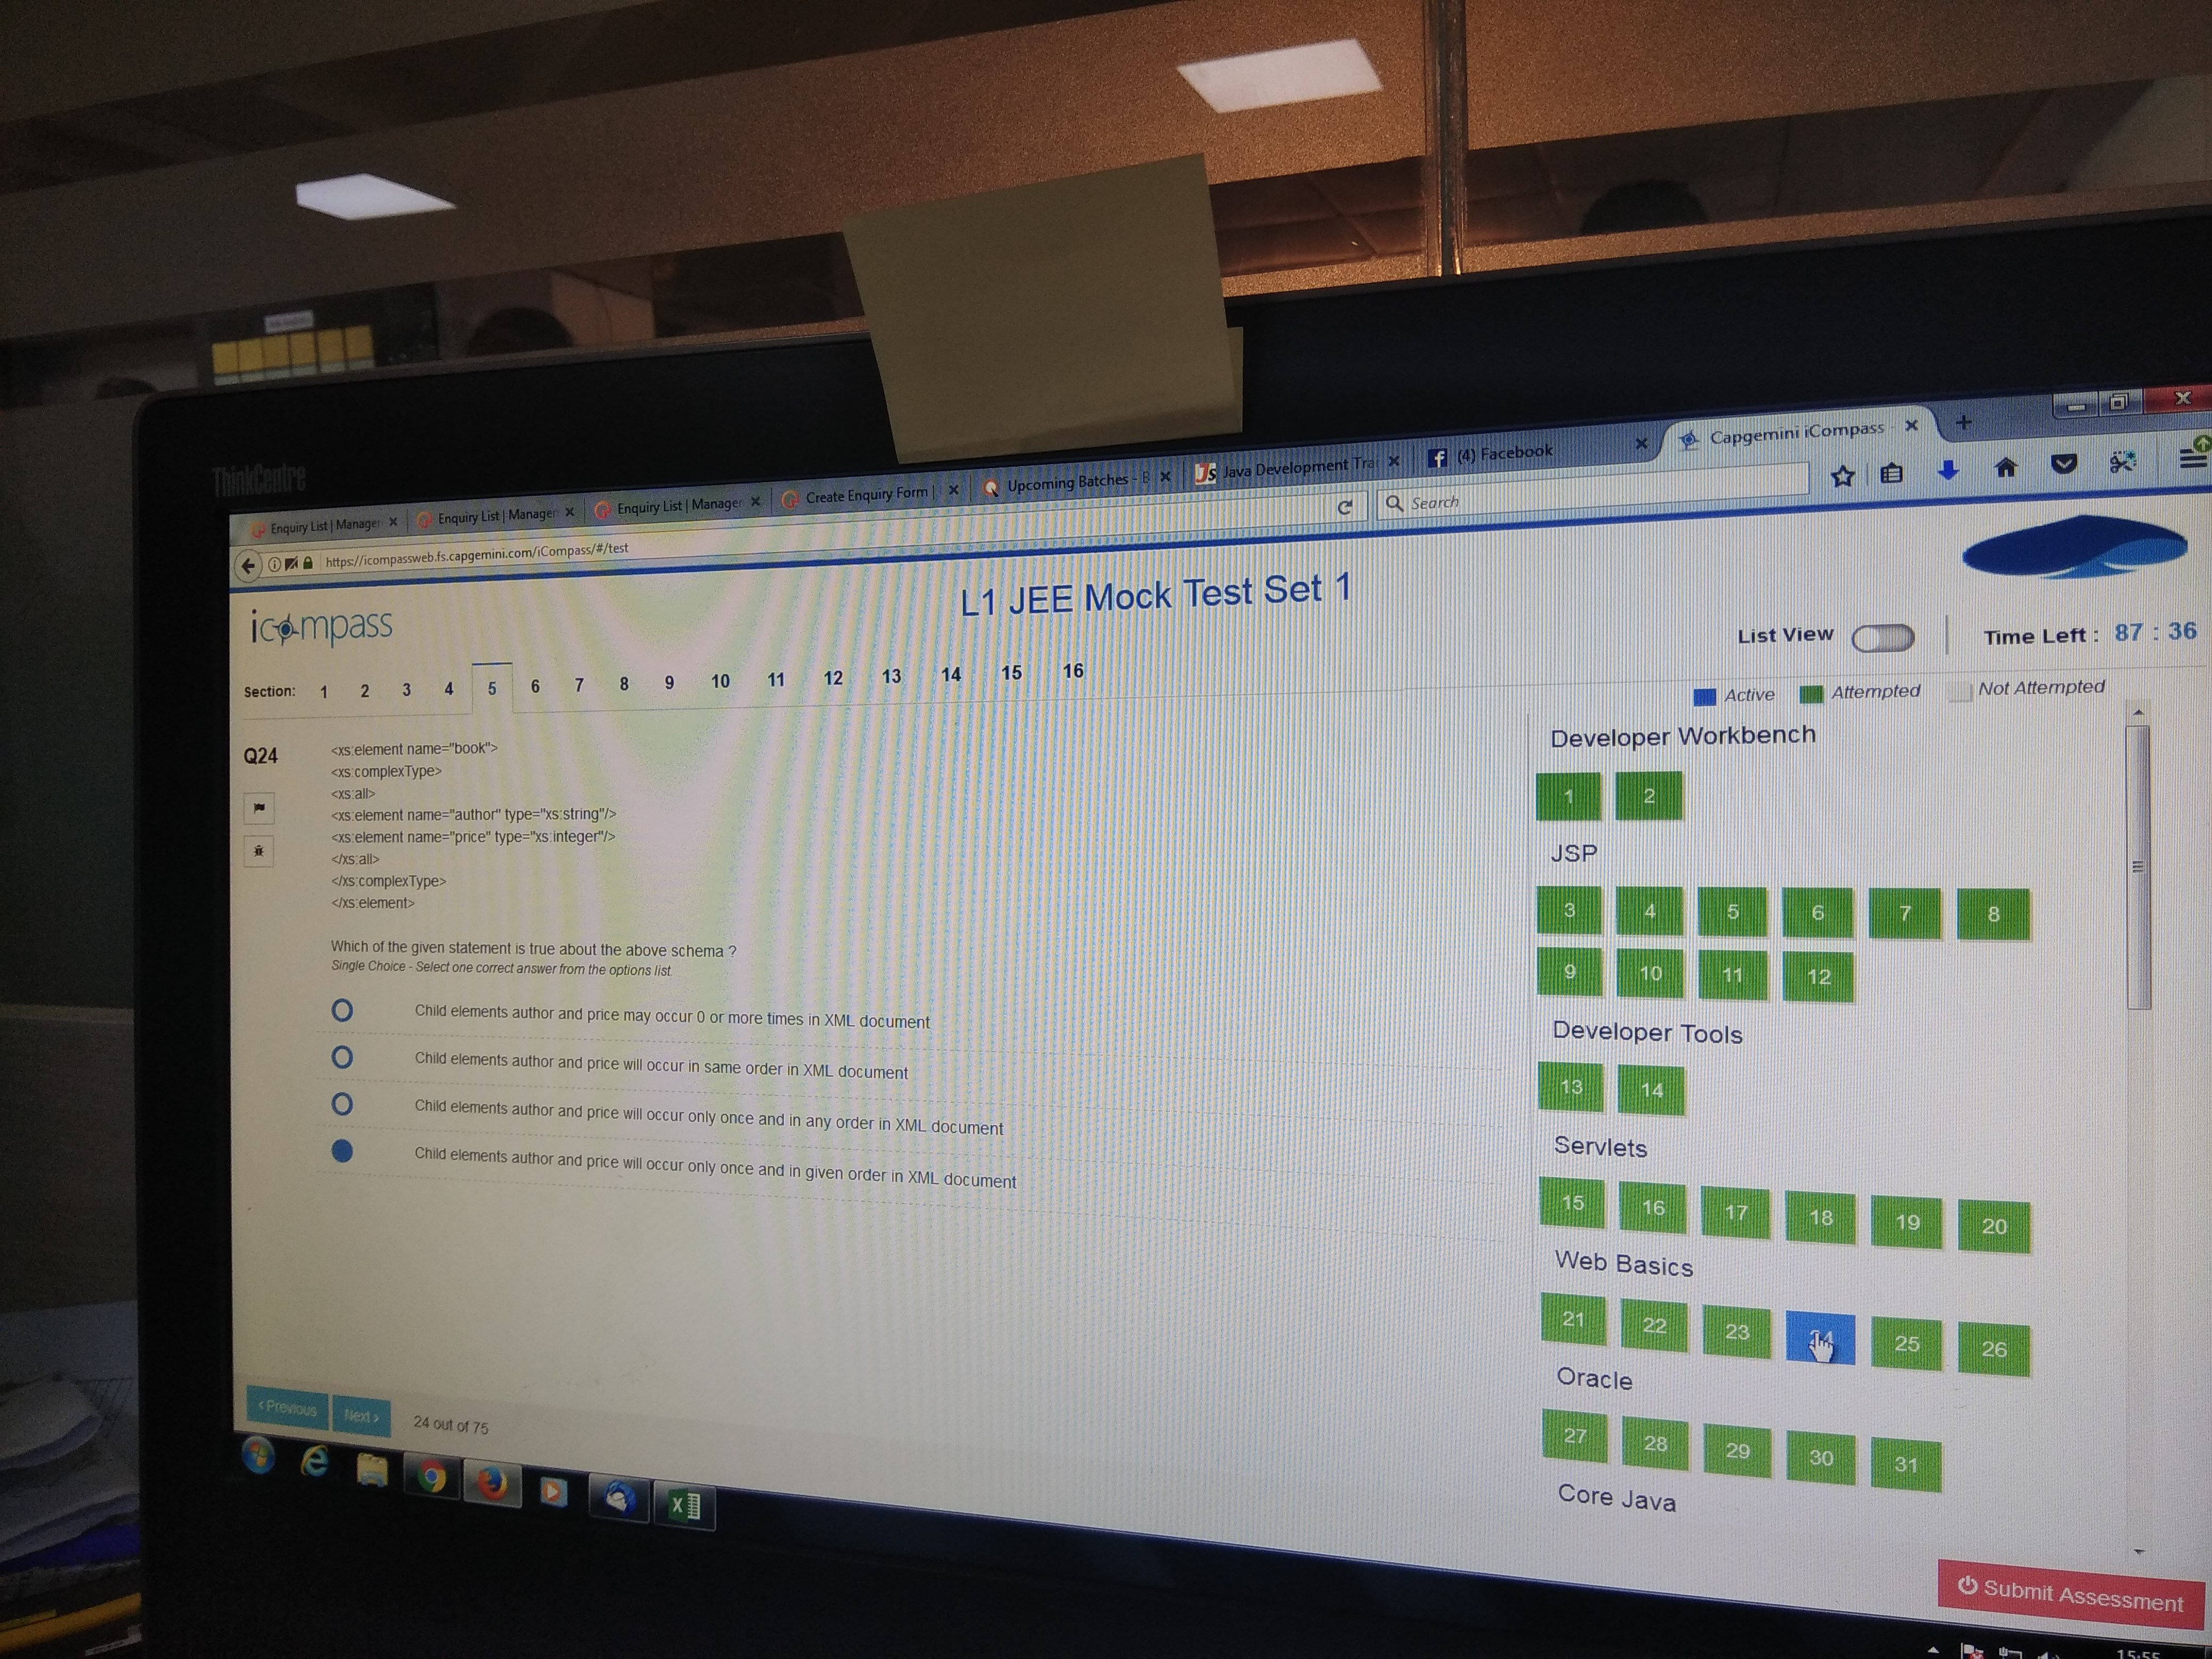 ThinkCentre
Enquiry List | Manager
Enquiry List | Manager
Enquiry List | Manager
Create Enquiry Form |
Upcoming Batches - B
Java Development Tra
(4) Facebook
Capgemini iCompass
https://icompassweb.fs.capgemini.com/iCompass/#/test
Search
icompass
L1 JEE Mock Test Set 1
List View
Time Left : 87 : 36
Section: 1 2 3 4 5 6 7 8 9 10 11 12 13 14 15 16
Active Attempted Not Attempted
Q24
<xs:element name="book">
<xs:complexType>
<xs:all>
<xs:element name="author" type="xs:string"/>
<xs:element name="price" type="xs:integer"/>
</xs:all>
</xs:complexType>
</xs:element>
Which of the given statement is true about the above schema ?
Single Choice - Select one correct answer from the options list.
Child elements author and price may occur 0 or more times in XML document
Child elements author and price will occur in same order in XML document
Child elements author and price will occur only once and in any order in XML document
Child elements author and price will occur only once and in given order in XML document
‹ Previous
Next ›
24 out of 75
Developer Workbench
1 2
JSP
3 4 5 6 7 8
9 10 11 12
Developer Tools
13 14
Servlets
15 16 17 18 19 20
Web Basics
21 22 23 24 25 26
Oracle
27 28 29 30 31
Core Java
Submit Assessment
15:55